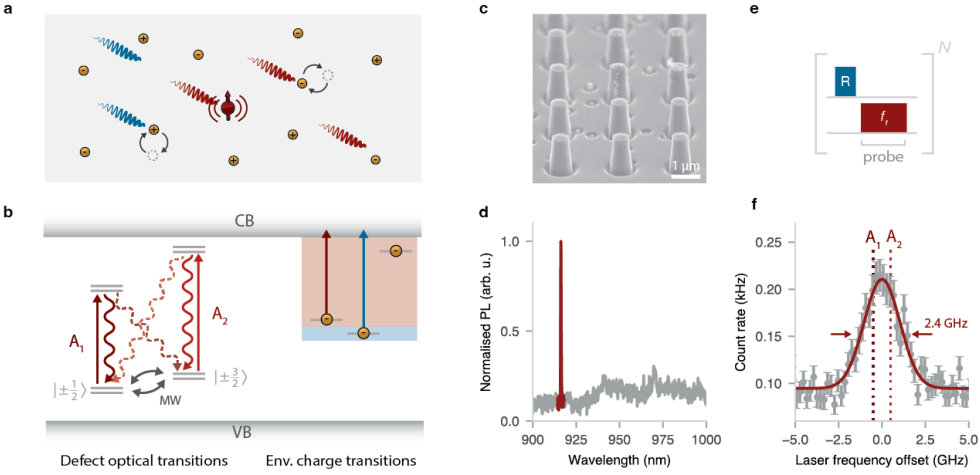 a
+
-
+
-
-
+
-
+
-
+
-
b
CB
A1
A2
|±1/2⟩
|±3/2⟩
MW
-
-
-
VB
Defect optical transitions
Env. charge transitions
c
1 μm
d
Normalised PL (arb. u.)
1.0
0.5
0.0
900
925
950
975
1000
Wavelength (nm)
e
N
R
f1
probe
f
A1
A2
Count rate (kHz)
0.25
0.20
0.15
0.10
2.4 GHz
-5.0
-2.5
0.0
2.5
5.0
Laser frequency offset (GHz)